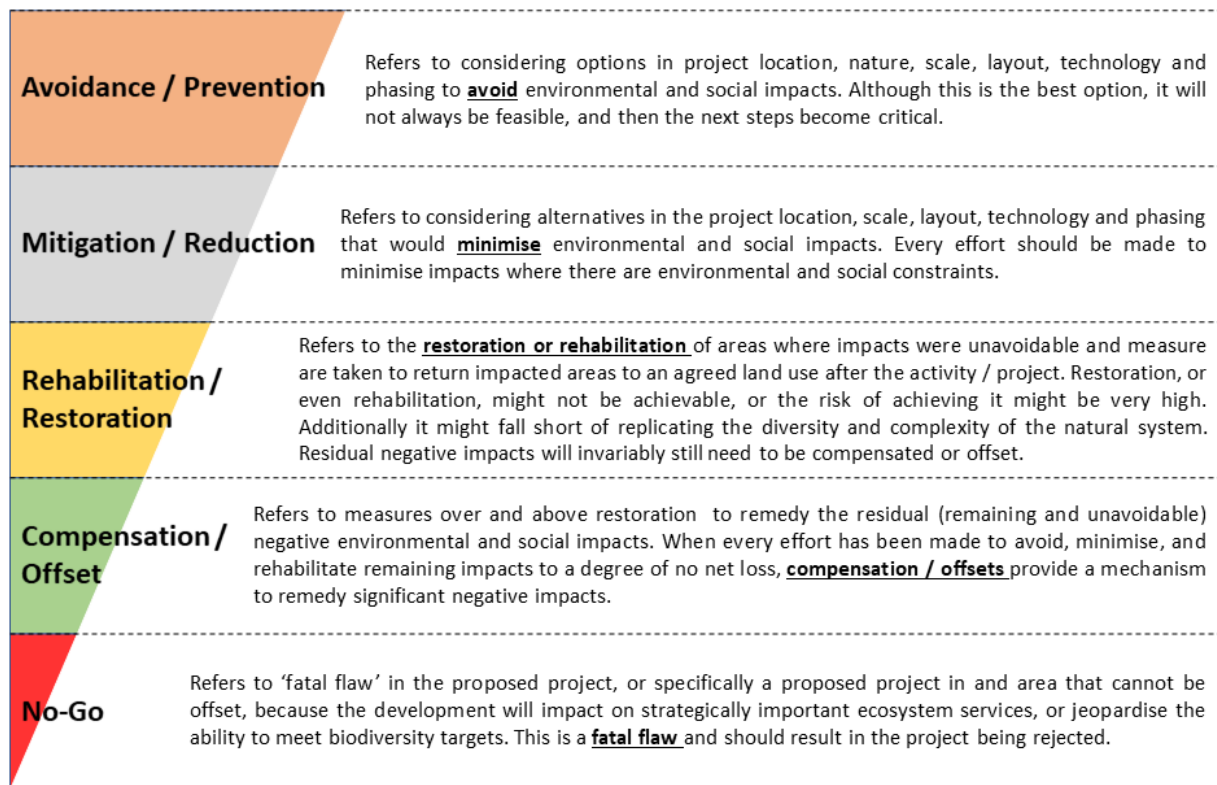 Avoidance / Prevention
Refers to considering options in project location, nature, scale, layout, technology and
phasing to avoid environmental and social impacts. Although this is the best option, it will
not always be feasible, and then the next steps become critical.
Mitigation / Reduction
Refers to considering alternatives in the project location, scale, layout, technology and phasing
that would minimise environmental and social impacts. Every effort should be made to
minimise impacts where there are environmental and social constraints.
Rehabilitation /
Restoration
Refers to the restoration or rehabilitation of areas where impacts were unavoidable and measure
are taken to return impacted areas to an agreed land use after the activity / project. Restoration, or
even rehabilitation, might not be achievable, or the risk of achieving it might be very high.
Additionally it might fall short of replicating the diversity and complexity of the natural system.
Residual negative impacts will invariably still need to be compensated or offset.
Compensation /
Offset
Refers to measures over and above restoration to remedy the residual (remaining and unavoidable)
negative environmental and social impacts. When every effort has been made to avoid, minimise, and
rehabilitate remaining impacts to a degree of no net loss, compensation / offsets provide a mechanism
to remedy significant negative impacts.
No-Go
Refers to ‘fatal flaw’ in the proposed project, or specifically a proposed project in and area that cannot be
offset, because the development will impact on strategically important ecosystem services, or jeopardise the
ability to meet biodiversity targets. This is a fatal flaw and should result in the project being rejected.